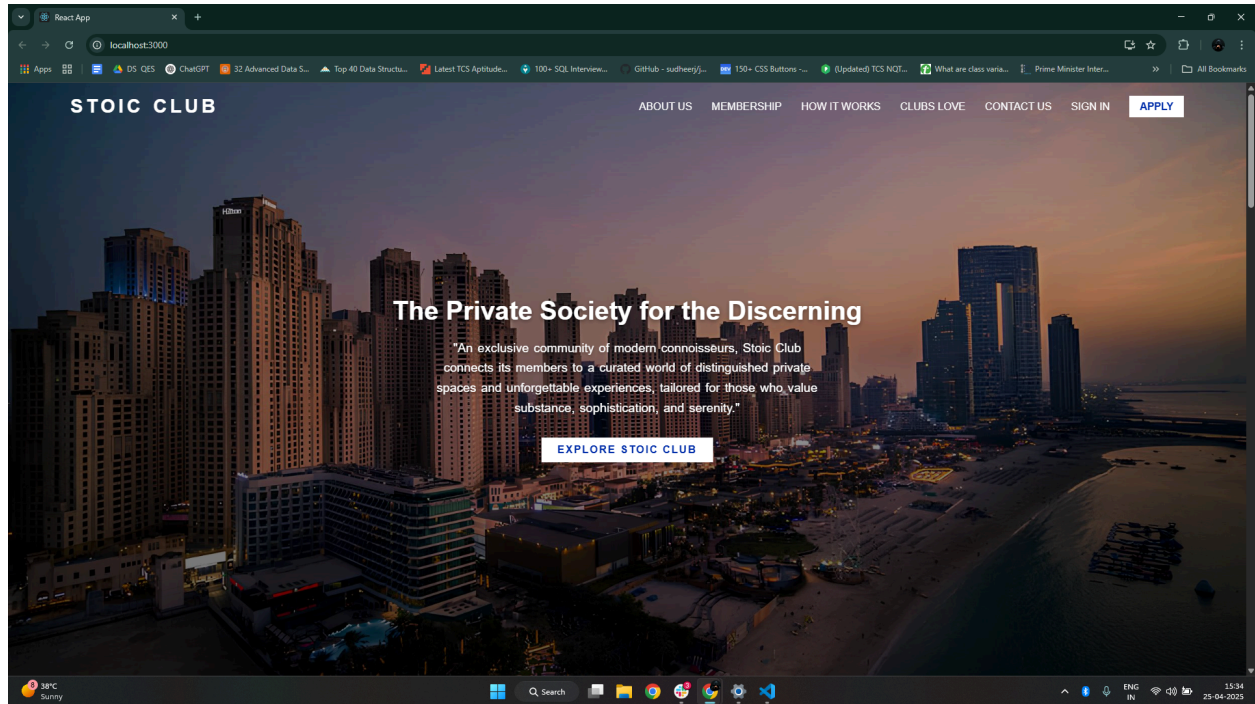 React App
localhost:3000
Apps
DS QES
ChatGPT
32 Advanced Data S...
Top 40 Data Structu...
Latest TCS Aptitude...
100+ SQL Interview...
GitHub - sudheerj/j...
DEV
150+ CSS Buttons -...
(Updated) TCS NQT...
What are class varia...
Prime Minister Inter...
All Bookmarks
STOIC CLUB
ABOUT US
MEMBERSHIP
HOW IT WORKS
CLUBS LOVE
CONTACT US
SIGN IN
APPLY
Hilton
The Private Society for the Discerning
"An exclusive community of modern connoisseurs, Stoic Club
connects its members to a curated world of distinguished private
spaces and unforgettable experiences, tailored for those who value
substance, sophistication, and serenity."
EXPLORE STOIC CLUB
8
38°C
Sunny
Search
ENG
IN
15:34
25-04-2025